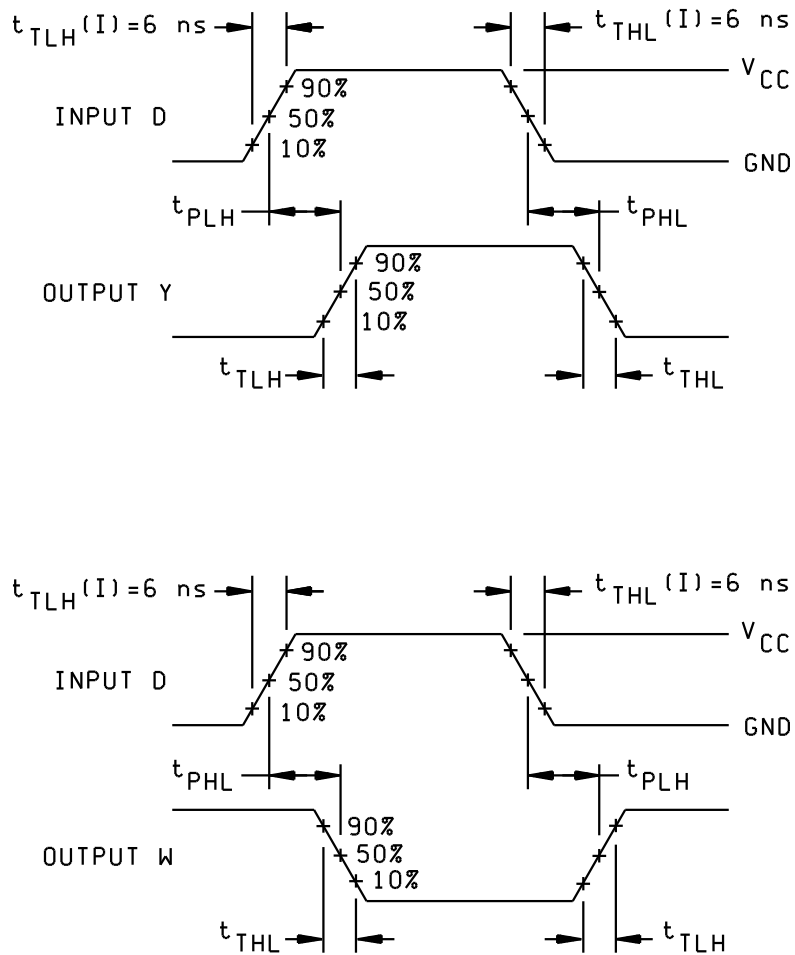 tTLH(I)=6 ns
tTHL(I)=6 ns
VCC
90%
INPUT D
50%
10%
GND
tPLH
tPHL
90%
OUTPUT Y
50%
10%
tTLH
tTHL
tTLH(I)=6 ns
tTHL(I)=6 ns
VCC
90%
INPUT D
50%
10%
GND
tPHL
tPLH
90%
OUTPUT W
50%
10%
tTHL
tTLH